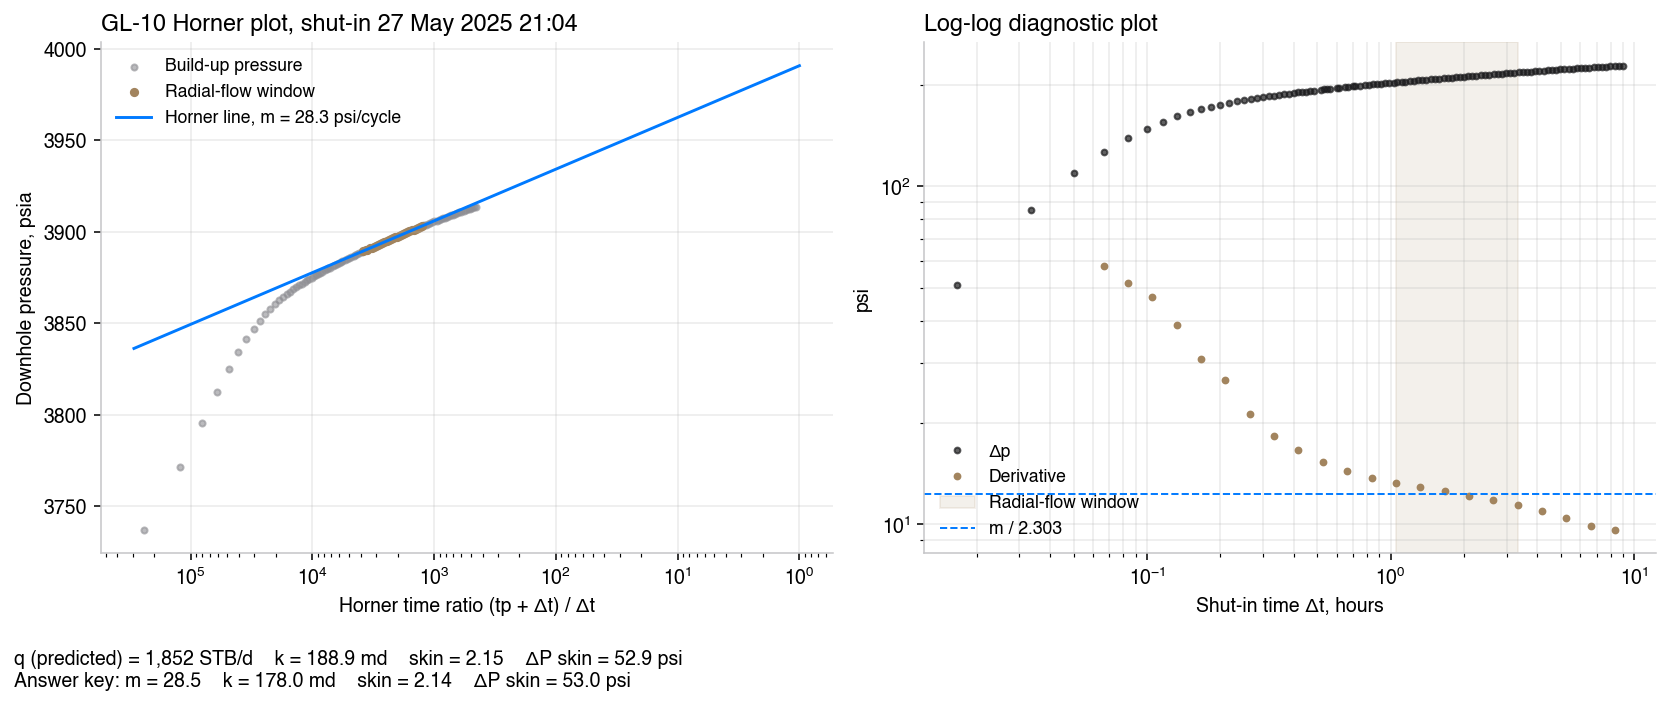 GL-10 Horner plot, shut-in 27 May 2025 21:04
4000
3950
3900
3850
3800
3750
Downhole pressure, psia
Build-up pressure
Radial-flow window
Horner line, m = 28.3 psi/cycle
10⁵
10⁴
10³
10²
10¹
10⁰
Horner time ratio (tp + Δt) / Δt
Log-log diagnostic plot
10²
10¹
psi
Δp
Derivative
Radial-flow window
m / 2.303
10⁻¹
10⁰
10¹
Shut-in time Δt, hours
q (predicted) = 1,852 STB/d    k = 188.9 md    skin = 2.15    ΔP skin = 52.9 psi
Answer key: m = 28.5    k = 178.0 md    skin = 2.14    ΔP skin = 53.0 psi